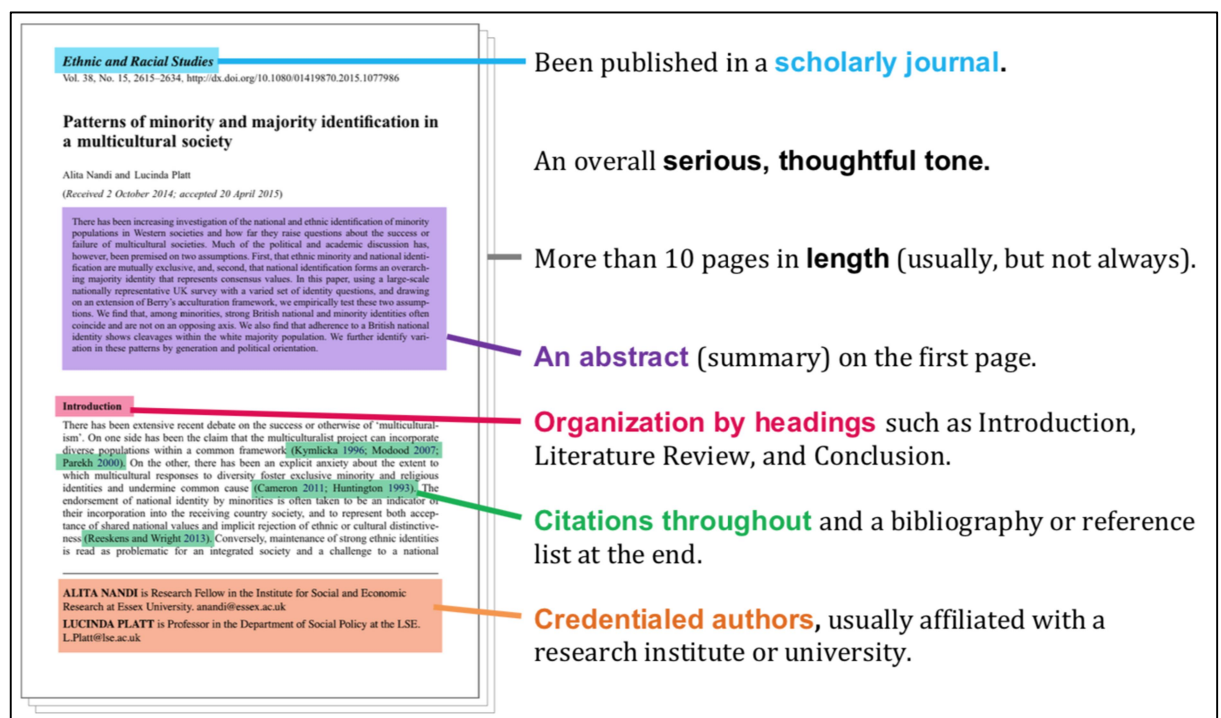 Ethnic and Racial Studies
Vol. 38, No. 15, 2615–2634, http://dx.doi.org/10.1080/01419870.2015.1077986
Patterns of minority and majority identification in
a multicultural society
Alita Nandi and Lucinda Platt
(Received 2 October 2014; accepted 20 April 2015)
There has been increasing investigation of the national and ethnic identification of minority
populations in Western societies and how far they raise questions about the success or
failure of multicultural societies. Much of the political and academic discussion has,
however, been premised on two assumptions. First, that ethnic minority and national identi-
fication are mutually exclusive, and, second, that national identification forms an overarch-
ing majority identity that represents consensus values. In this paper, using a large-scale
nationally representative UK survey with a varied set of identity questions, and drawing
on an extension of Berry's acculturation framework, we empirically test these two assump-
tions. We find that, among minorities, strong British national and minority identities often
coincide and are not on an opposing axis. We also find that adherence to a British national
identity shows cleavages within the white majority population. We further identify vari-
ation in these patterns by generation and political orientation.
Introduction
There has been extensive recent debate on the success or otherwise of 'multicultural-
ism'. On one side has been the claim that the multiculturalist project can incorporate
diverse populations within a common framework (Kymlicka 1996; Modood 2007;
Parekh 2000). On the other, there has been an explicit anxiety about the extent to
which multicultural responses to diversity foster exclusive minority and religious
identities and undermine common cause (Cameron 2011; Huntington 1993). The
endorsement of national identity by minorities is often taken to be an indicator of
their incorporation into the receiving country society, and to represent both accep-
tance of shared national values and implicit rejection of ethnic or cultural distinctive-
ness (Reeskens and Wright 2013). Conversely, maintenance of strong ethnic identities
is read as problematic for an integrated society and a challenge to a national
ALITA NANDI is Research Fellow in the Institute for Social and Economic
Research at Essex University. anandi@essex.ac.uk
LUCINDA PLATT is Professor in the Department of Social Policy at the LSE.
L.Platt@lse.ac.uk
Been published in a scholarly journal.
An overall serious, thoughtful tone.
More than 10 pages in length (usually, but not always).
An abstract (summary) on the first page.
Organization by headings such as Introduction,
Literature Review, and Conclusion.
Citations throughout and a bibliography or reference
list at the end.
Credentialed authors, usually affiliated with a
research institute or university.